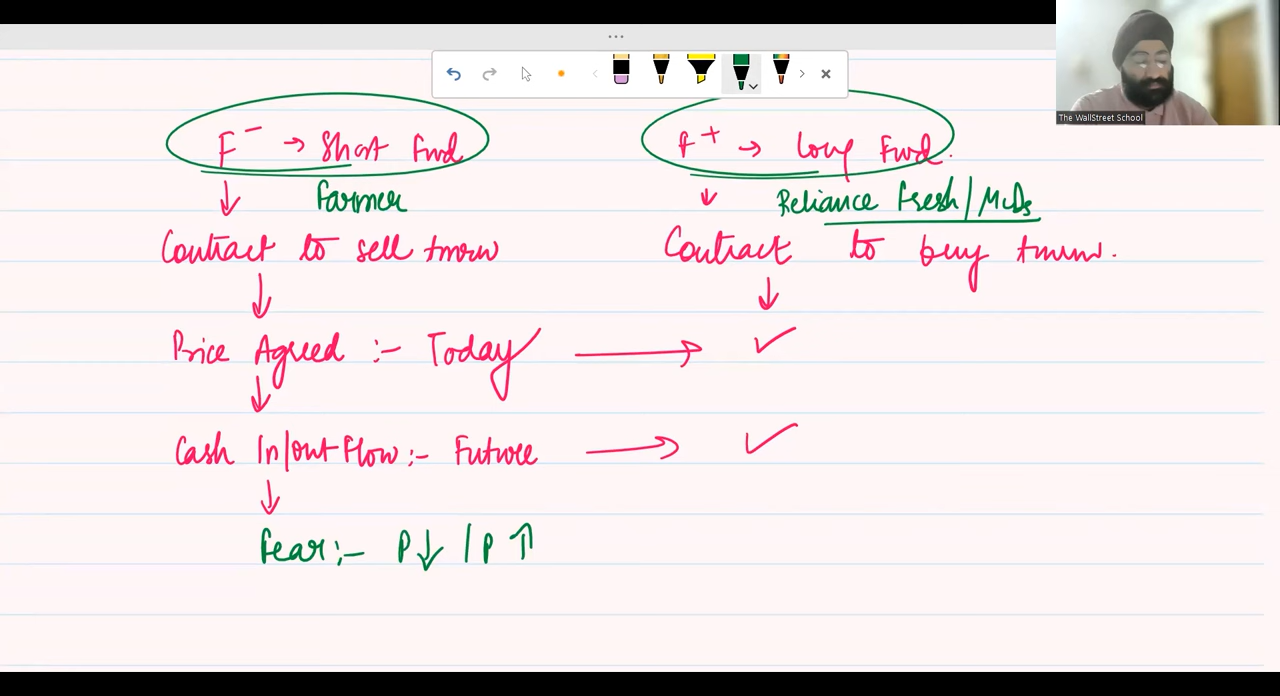 The WallStreet School
F⁻ → Short Fwd
F⁺ → Long Fwd.
Farmer
Reliance Fresh/McDs
Contract to sell tmrw
Contract to buy tmrw.
Price Agreed :- Today
Cash In/out Flow :- Future
Fear :- P↓ / P↑